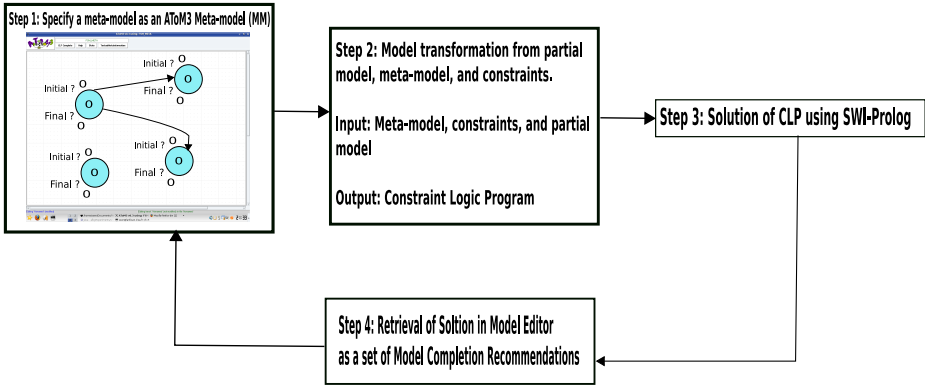 Step 1: Specify a meta-model as an AToM3 Meta-model (MM)
Initial ? O
O
Final ? O
Initial ? O
O
Final ? O
Initial ? O
O
Final ? O
Initial ? O
O
Final ? O
Step 2: Model transformation from partial
model, meta-model, and constraints.
Input: Meta-model, constraints, and partial
model
Output: Constraint Logic Program
Step 3: Solution of CLP using SWI-Prolog
Step 4: Retrieval of Soltion in Model Editor
as a set of Model Completion Recommendations